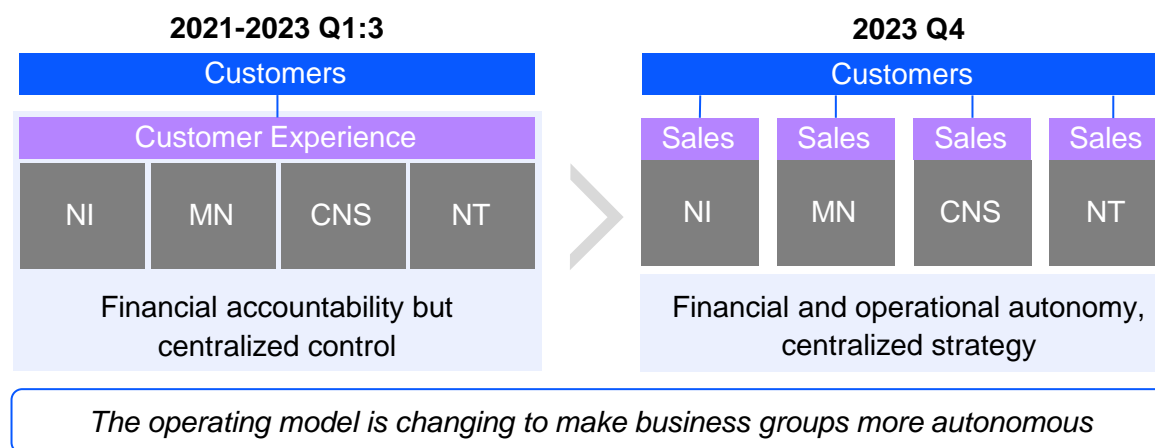 2021-2023 Q1:3
Customers
Customer Experience
NI MN CNS NT
Financial accountability but
centralized control
2023 Q4
Customers
Sales Sales Sales Sales
NI MN CNS NT
Financial and operational autonomy,
centralized strategy
The operating model is changing to make business groups more autonomous